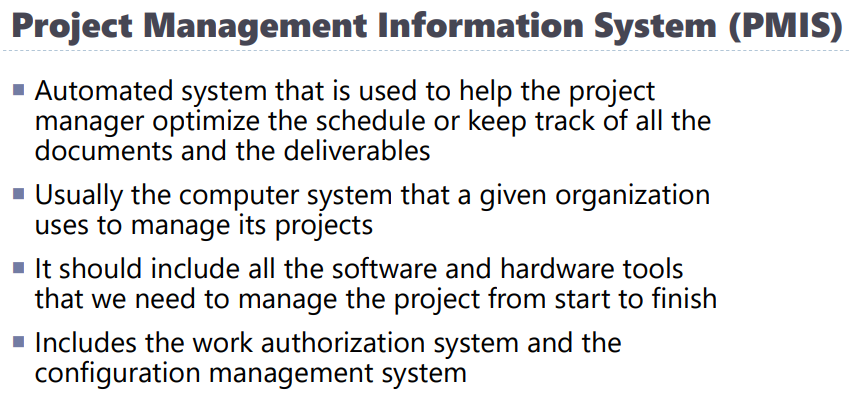 Project Management Information System (PMIS)
Automated system that is used to help the project
manager optimize the schedule or keep track of all the
documents and the deliverables
Usually the computer system that a given organization
uses to manage its projects
It should include all the software and hardware tools
that we need to manage the project from start to finish
Includes the work authorization system and the
configuration management system